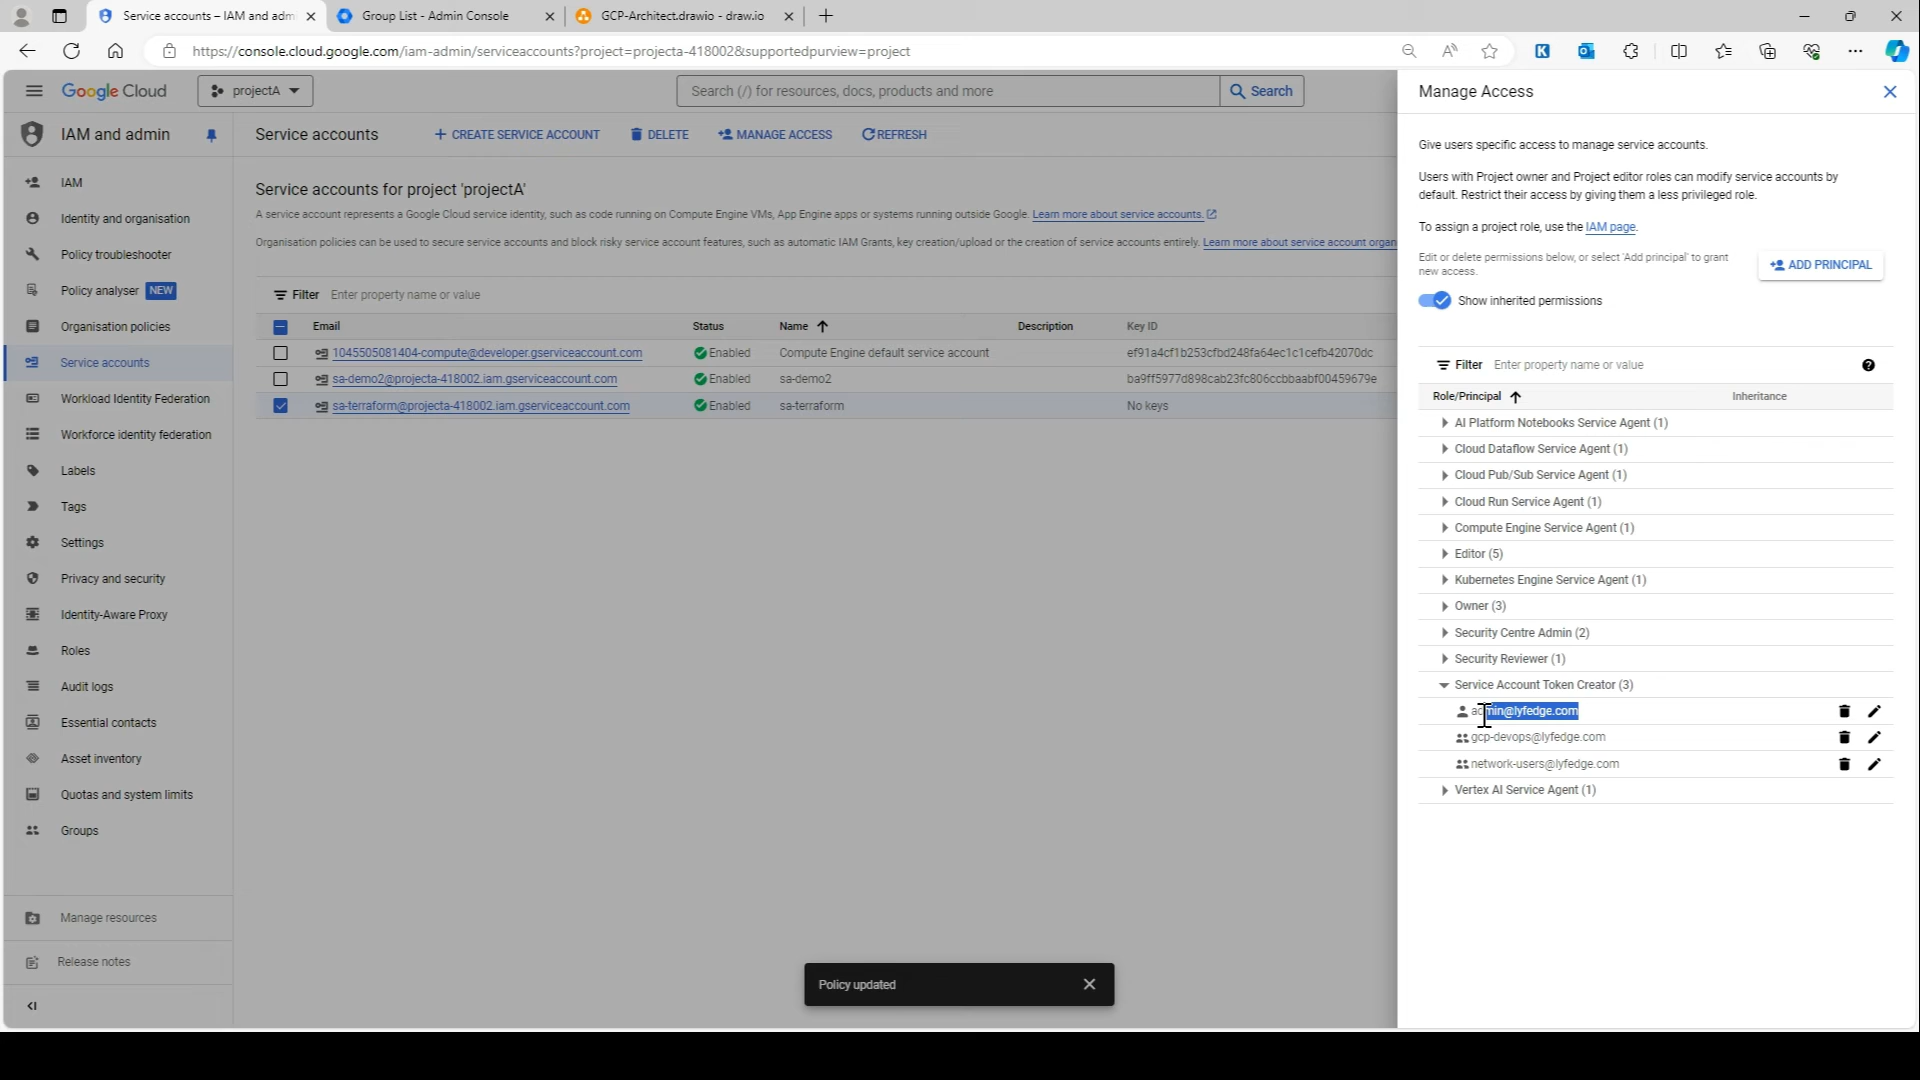 Service accounts – IAM and adm
Group List - Admin Console
GCP-Architect.drawio - draw.io
https://console.cloud.google.com/iam-admin/serviceaccounts?project=projecta-418002&supportedpurview=project
Google Cloud
projectA
Search (/) for resources, docs, products and more
Search
IAM and admin
IAM
Identity and organisation
Policy troubleshooter
Policy analyser NEW
Organisation policies
Service accounts
Workload Identity Federation
Workforce identity federation
Labels
Tags
Settings
Privacy and security
Identity-Aware Proxy
Roles
Audit logs
Essential contacts
Asset inventory
Quotas and system limits
Groups
Manage resources
Release notes
Service accounts
CREATE SERVICE ACCOUNT
DELETE
MANAGE ACCESS
REFRESH
Service accounts for project 'projectA'
A service account represents a Google Cloud service identity, such as code running on Compute Engine VMs, App Engine apps or systems running outside Google. Learn more about service accounts.
Organisation policies can be used to secure service accounts and block risky service account features, such as automatic IAM Grants, key creation/upload or the creation of service accounts entirely. Learn more about service account organ
Filter Enter property name or value
Email Status Name Description Key ID
1045505081404-compute@developer.gserviceaccount.com Enabled Compute Engine default service account ef91a4cf1b253cfbd248fa64ec1c1cefb42070dc
sa-demo2@projecta-418002.iam.gserviceaccount.com Enabled sa-demo2 ba9ff5977d898cab23fc806ccbbaabf00459679e
sa-terraform@projecta-418002.iam.gserviceaccount.com Enabled sa-terraform No keys
Policy updated
Manage Access
Give users specific access to manage service accounts.
Users with Project owner and Project editor roles can modify service accounts by
default. Restrict their access by giving them a less privileged role.
To assign a project role, use the IAM page.
Edit or delete permissions below, or select 'Add principal' to grant
new access.
ADD PRINCIPAL
Show inherited permissions
Filter Enter property name or value
Role/Principal Inheritance
AI Platform Notebooks Service Agent (1)
Cloud Dataflow Service Agent (1)
Cloud Pub/Sub Service Agent (1)
Cloud Run Service Agent (1)
Compute Engine Service Agent (1)
Editor (5)
Kubernetes Engine Service Agent (1)
Owner (3)
Security Centre Admin (2)
Security Reviewer (1)
Service Account Token Creator (3)
admin@lyfedge.com
gcp-devops@lyfedge.com
network-users@lyfedge.com
Vertex AI Service Agent (1)